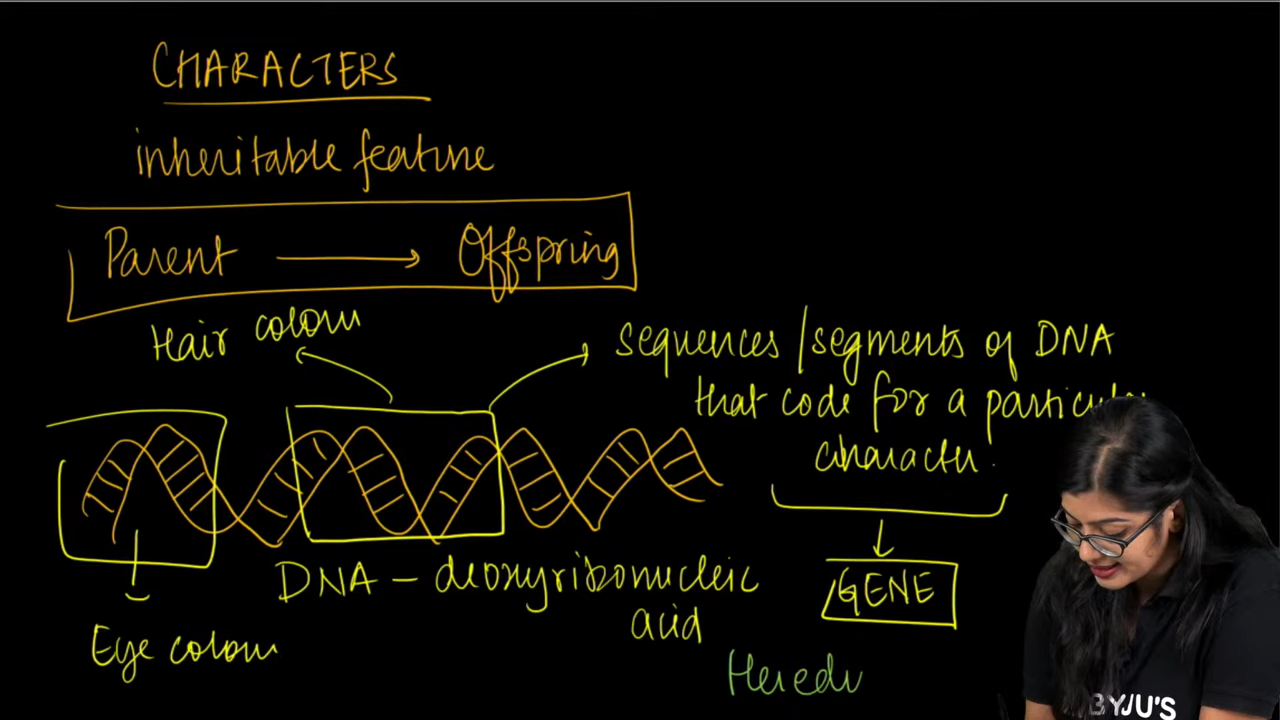 CHARACTERS
inheritable feature
Parent → Offspring
Hair colour
sequences/segments of DNA
that code for a particular
character.
GENE
DNA - deoxyribonucleic
acid
Eye colour
Heredi
BYJU'S